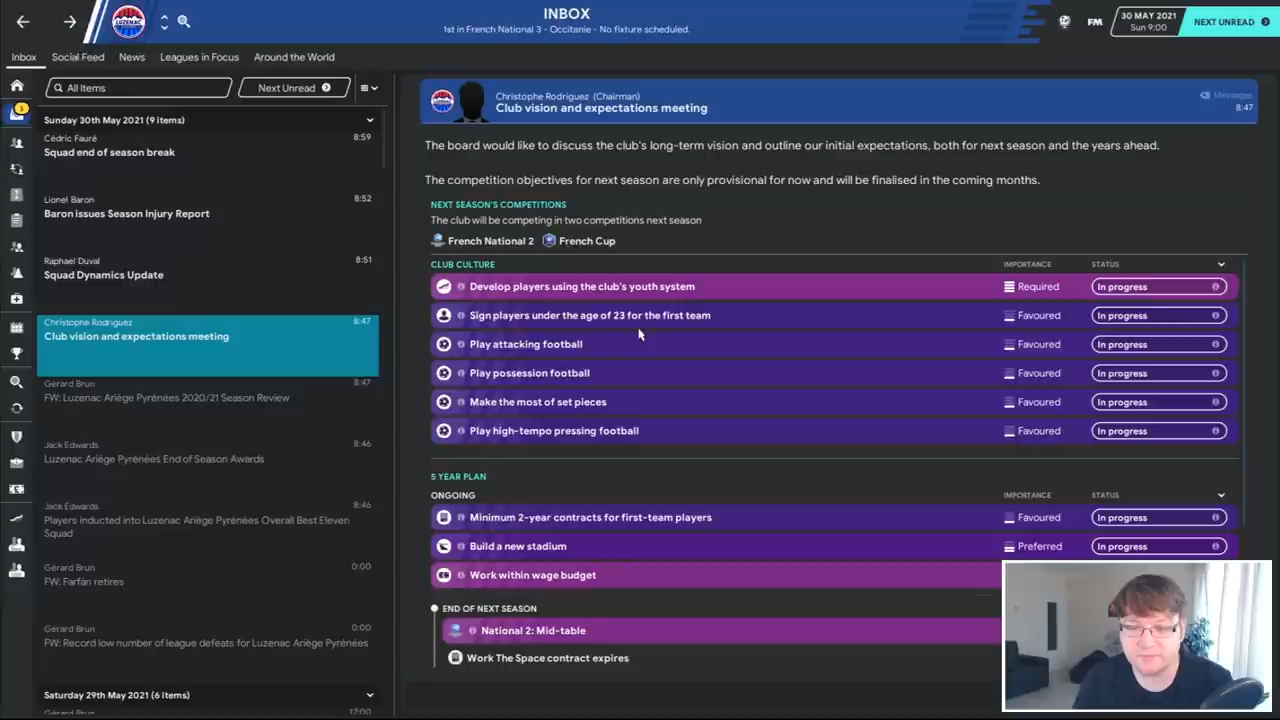 INBOX
1st in French National 3 - Occitanie - No fixture scheduled.
FM
30 MAY 2021
Sun 9:00
NEXT UNREAD
LUZENAC
Inbox
Social Feed
News
Leagues in Focus
Around the World
All Items
Next Unread
Sunday 30th May 2021 (9 items)
Cédric Fauré
8:59
Squad end of season break
Lionel Baron
8:52
Baron issues Season Injury Report
Raphael Duval
8:51
Squad Dynamics Update
Christophe Rodriguez
8:47
Club vision and expectations meeting
Gérard Brun
8:47
FW: Luzenac Ariège Pyrénées 2020/21 Season Review
Jack Edwards
8:46
Luzenac Ariège Pyrénées End of Season Awards
Jack Edwards
8:46
Players inducted into Luzenac Ariège Pyrénées Overall Best Eleven
Squad
Gérard Brun
0:00
FW: Farfán retires
Gérard Brun
0:00
FW: Record low number of league defeats for Luzenac Ariège Pyrénées
Saturday 29th May 2021 (6 items)
Gérard Brun
17:00
Christophe Rodriguez (Chairman)
Club vision and expectations meeting
Messages
8:47
The board would like to discuss the club's long-term vision and outline our initial expectations, both for next season and the years ahead.
The competition objectives for next season are only provisional for now and will be finalised in the coming months.
NEXT SEASON'S COMPETITIONS
The club will be competing in two competitions next season
French National 2
French Cup
CLUB CULTURE
IMPORTANCE
STATUS
Develop players using the club's youth system
Required
In progress
Sign players under the age of 23 for the first team
Favoured
In progress
Play attacking football
Favoured
In progress
Play possession football
Favoured
In progress
Make the most of set pieces
Favoured
In progress
Play high-tempo pressing football
Favoured
In progress
5 YEAR PLAN
ONGOING
IMPORTANCE
STATUS
Minimum 2-year contracts for first-team players
Favoured
In progress
Build a new stadium
Preferred
In progress
Work within wage budget
END OF NEXT SEASON
National 2: Mid-table
Work The Space contract expires